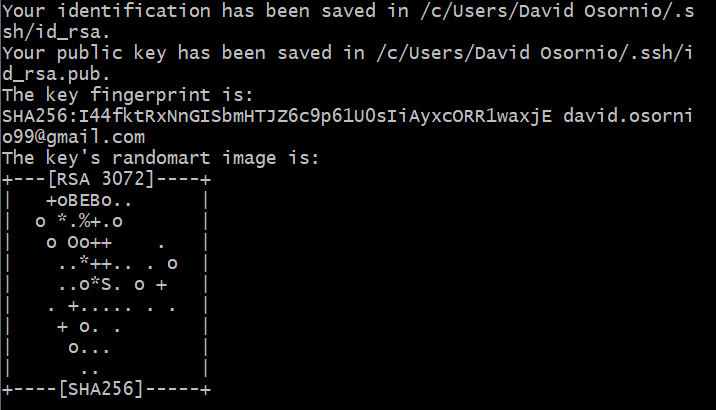 Your identification has been saved in /c/Users/David Osornio/.s
sh/id_rsa.
Your public key has been saved in /c/Users/David Osornio/.ssh/i
d_rsa.pub.
The key fingerprint is:
SHA256:I44fktRxNnGISbmHTJZ6c9p61U0sIiAyxcORR1waxjE david.osorni
o99@gmail.com
The key's randomart image is:
+---[RSA 3072]----+
|   +oBEBo..      |
|  o *.%+.o       |
|   o Oo++    .   |
|    ..*++.. . o  |
|    ..o*S. o +   |
|   . +..... . .  |
|    + o. .       |
|     o...        |
|      ..         |
+----[SHA256]-----+